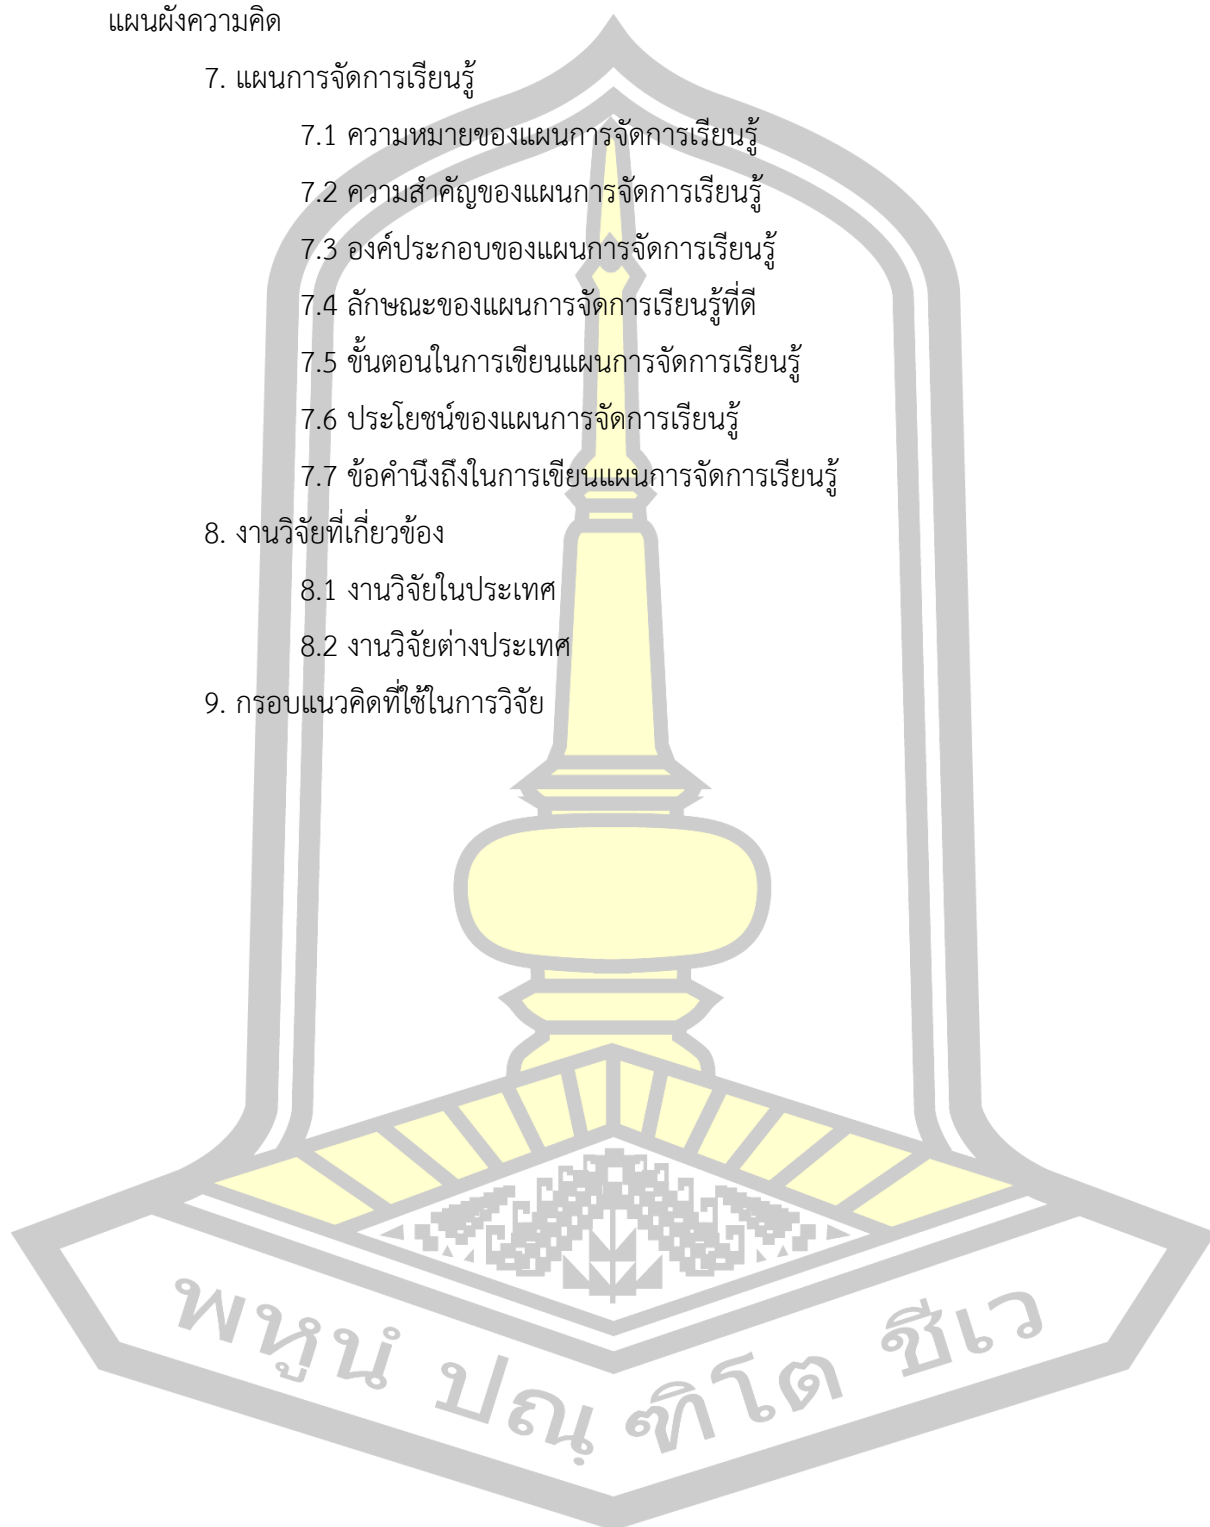 แผนผังความคิด
7. แผนการจัดการเรียนรู้
7.1 ความหมายของแผนการจัดการเรียนรู้
7.2 ความสำคัญของแผนการจัดการเรียนรู้
7.3 องค์ประกอบของแผนการจัดการเรียนรู้
7.4 ลักษณะของแผนการจัดการเรียนรู้ที่ดี
7.5 ขั้นตอนในการเขียนแผนการจัดการเรียนรู้
7.6 ประโยชน์ของแผนการจัดการเรียนรู้
7.7 ข้อคำนึงถึงในการเขียนแผนการจัดการเรียนรู้
8. งานวิจัยที่เกี่ยวข้อง
8.1 งานวิจัยในประเทศ
8.2 งานวิจัยต่างประเทศ
9. กรอบแนวคิดที่ใช้ในการวิจัย
พหูนํ ปณฺ ฑิโต ชีเว